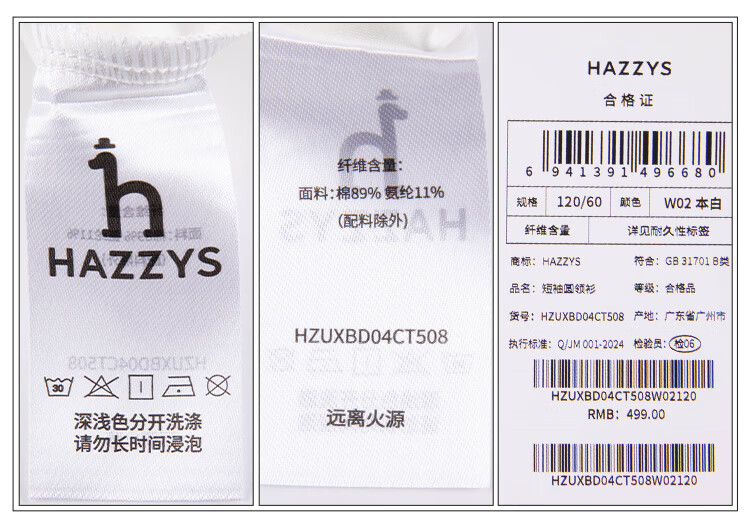 HAZZYS
30
深浅色分开洗涤
请勿长时间浸泡
纤维含量:
面料:棉89% 氨纶11%
(配料除外)
HZUXBD04CT508
远离火源
HAZZYS
合格证
6 941391 496680
规格 120/60 颜色 W02 本白
纤维含量 详见耐久性标签
商标: HAZZYS 符合: GB 31701 B类
品名: 短袖圆领衫 等级: 合格品
货号: HZUXBD04CT508 产地: 广东省广州市
执行标准: Q/JM 001-2024 检验员: 检06
HZUXBD04CT508W02120
RMB: 499.00
HZUXBD04CT508W02120